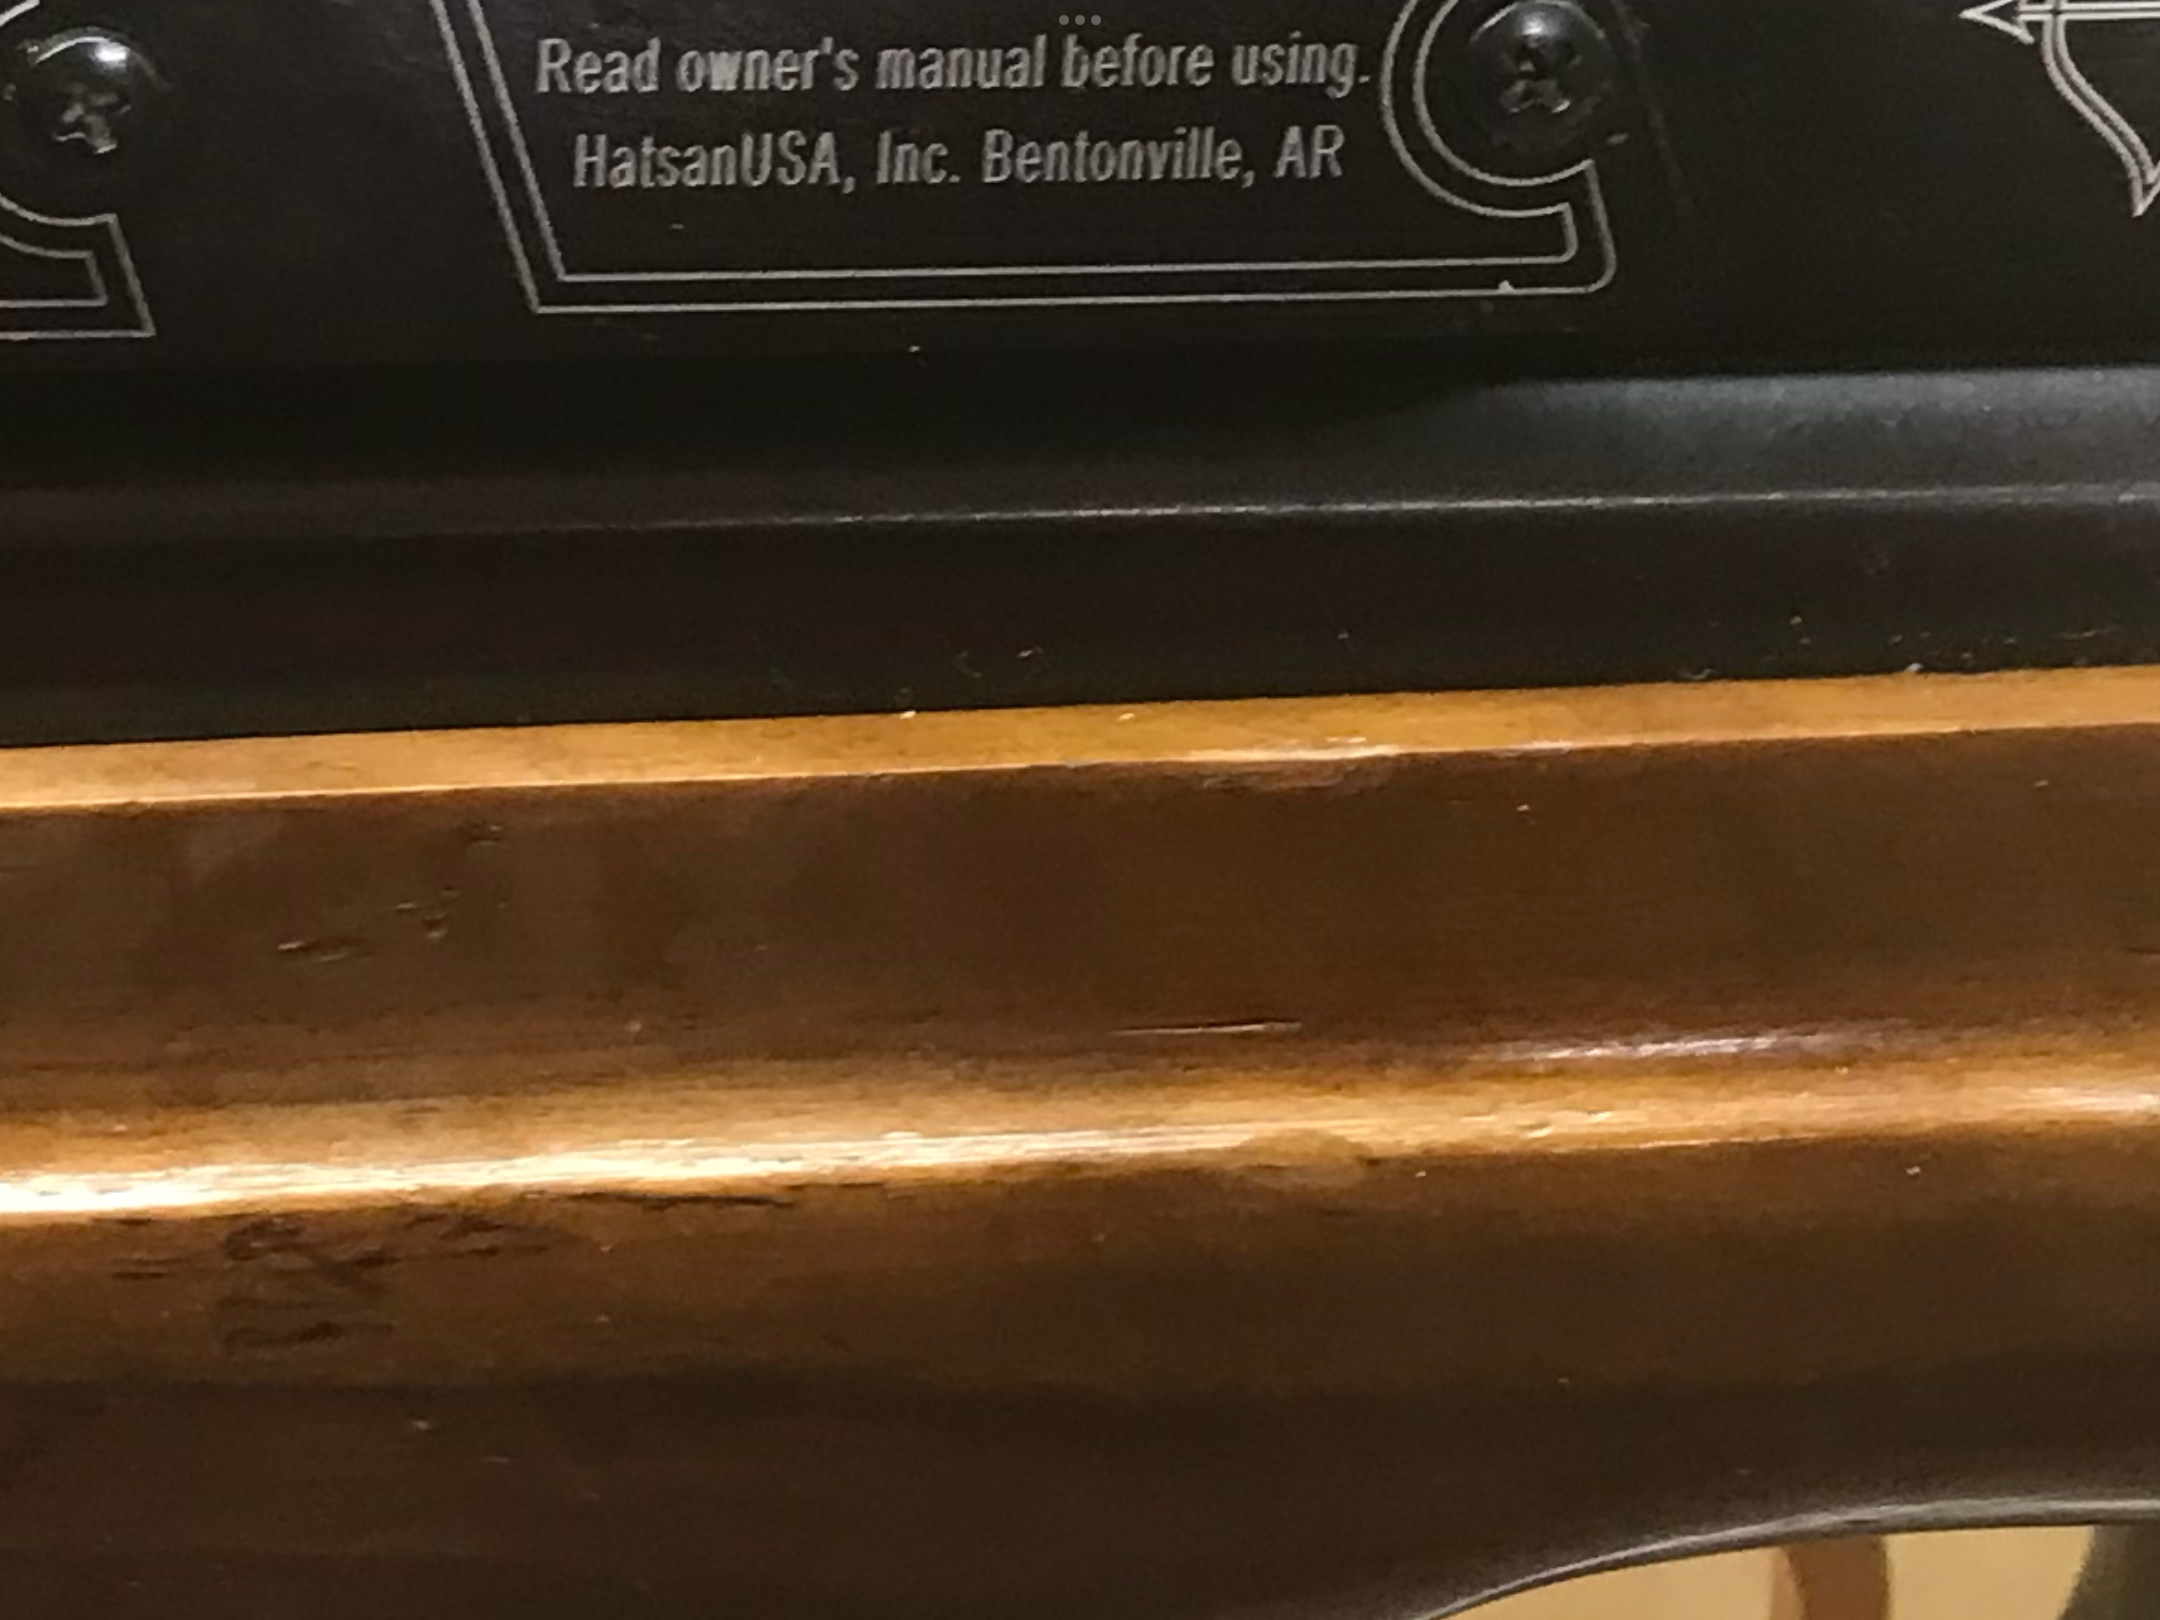 Read owner's manual before using.
HatsanUSA, Inc. Bentonville, AR